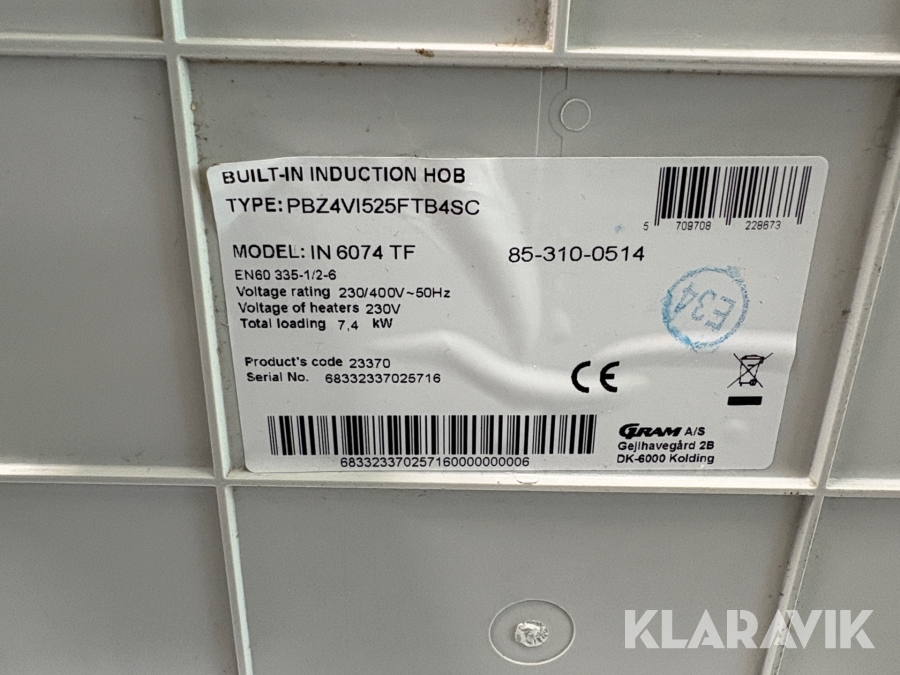 BUILT-IN INDUCTION HOB
TYPE: PBZ4VI525FTB4SC
5 709708 228673
MODEL: IN 6074 TF 85-310-0514
EN60 335-1/2-6
Voltage rating 230/400V~50Hz
Voltage of heaters 230V
Total loading 7,4 kW
E34
Product's code 23370
Serial No. 68332337025716
CE
GRAM A/S
Gejlhavegård 2B
DK-6000 Kolding
683323370257160000000006
KLARAVIK